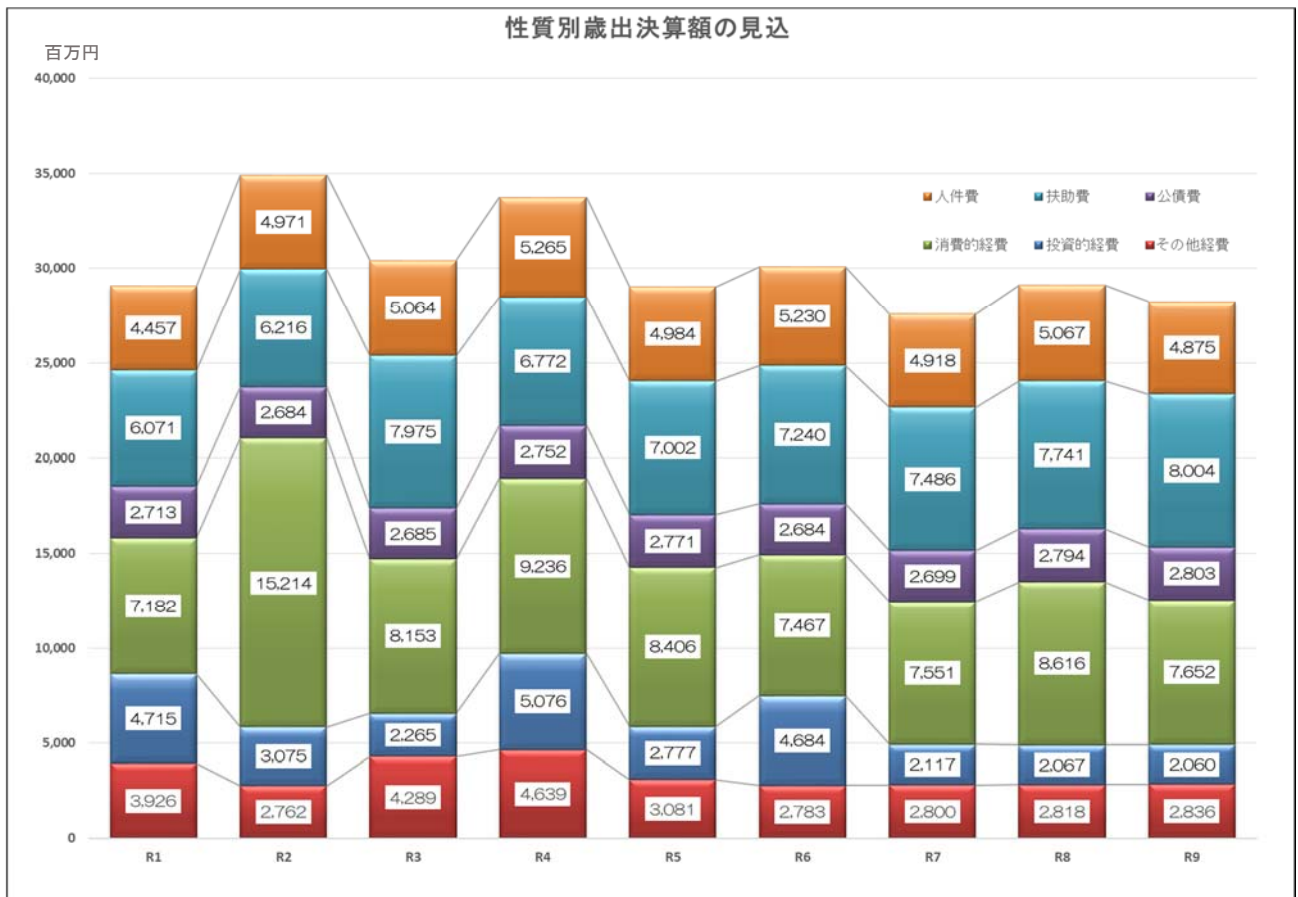 性質別歳出決算額の見込
百万円
40,000
35,000
30,000
25,000
20,000
15,000
10,000
5,000
0
人件費 扶助費 公債費
消費的経費 投資的経費 その他経費
4,457 4,971 5,064 5,265 4,984 5,230 4,918 5,067 4,875
6,071 6,216 7,975 6,772 7,002 7,240 7,486 7,741 8,004
2,713 2,684 2,685 2,752 2,771 2,684 2,699 2,794 2,803
7,182 15,214 8,153 9,236 8,406 7,467 7,551 8,616 7,652
4,715 3,075 2,265 5,076 2,777 4,684 2,117 2,067 2,060
3,926 2,762 4,289 4,639 3,081 2,783 2,800 2,818 2,836
R1 R2 R3 R4 R5 R6 R7 R8 R9